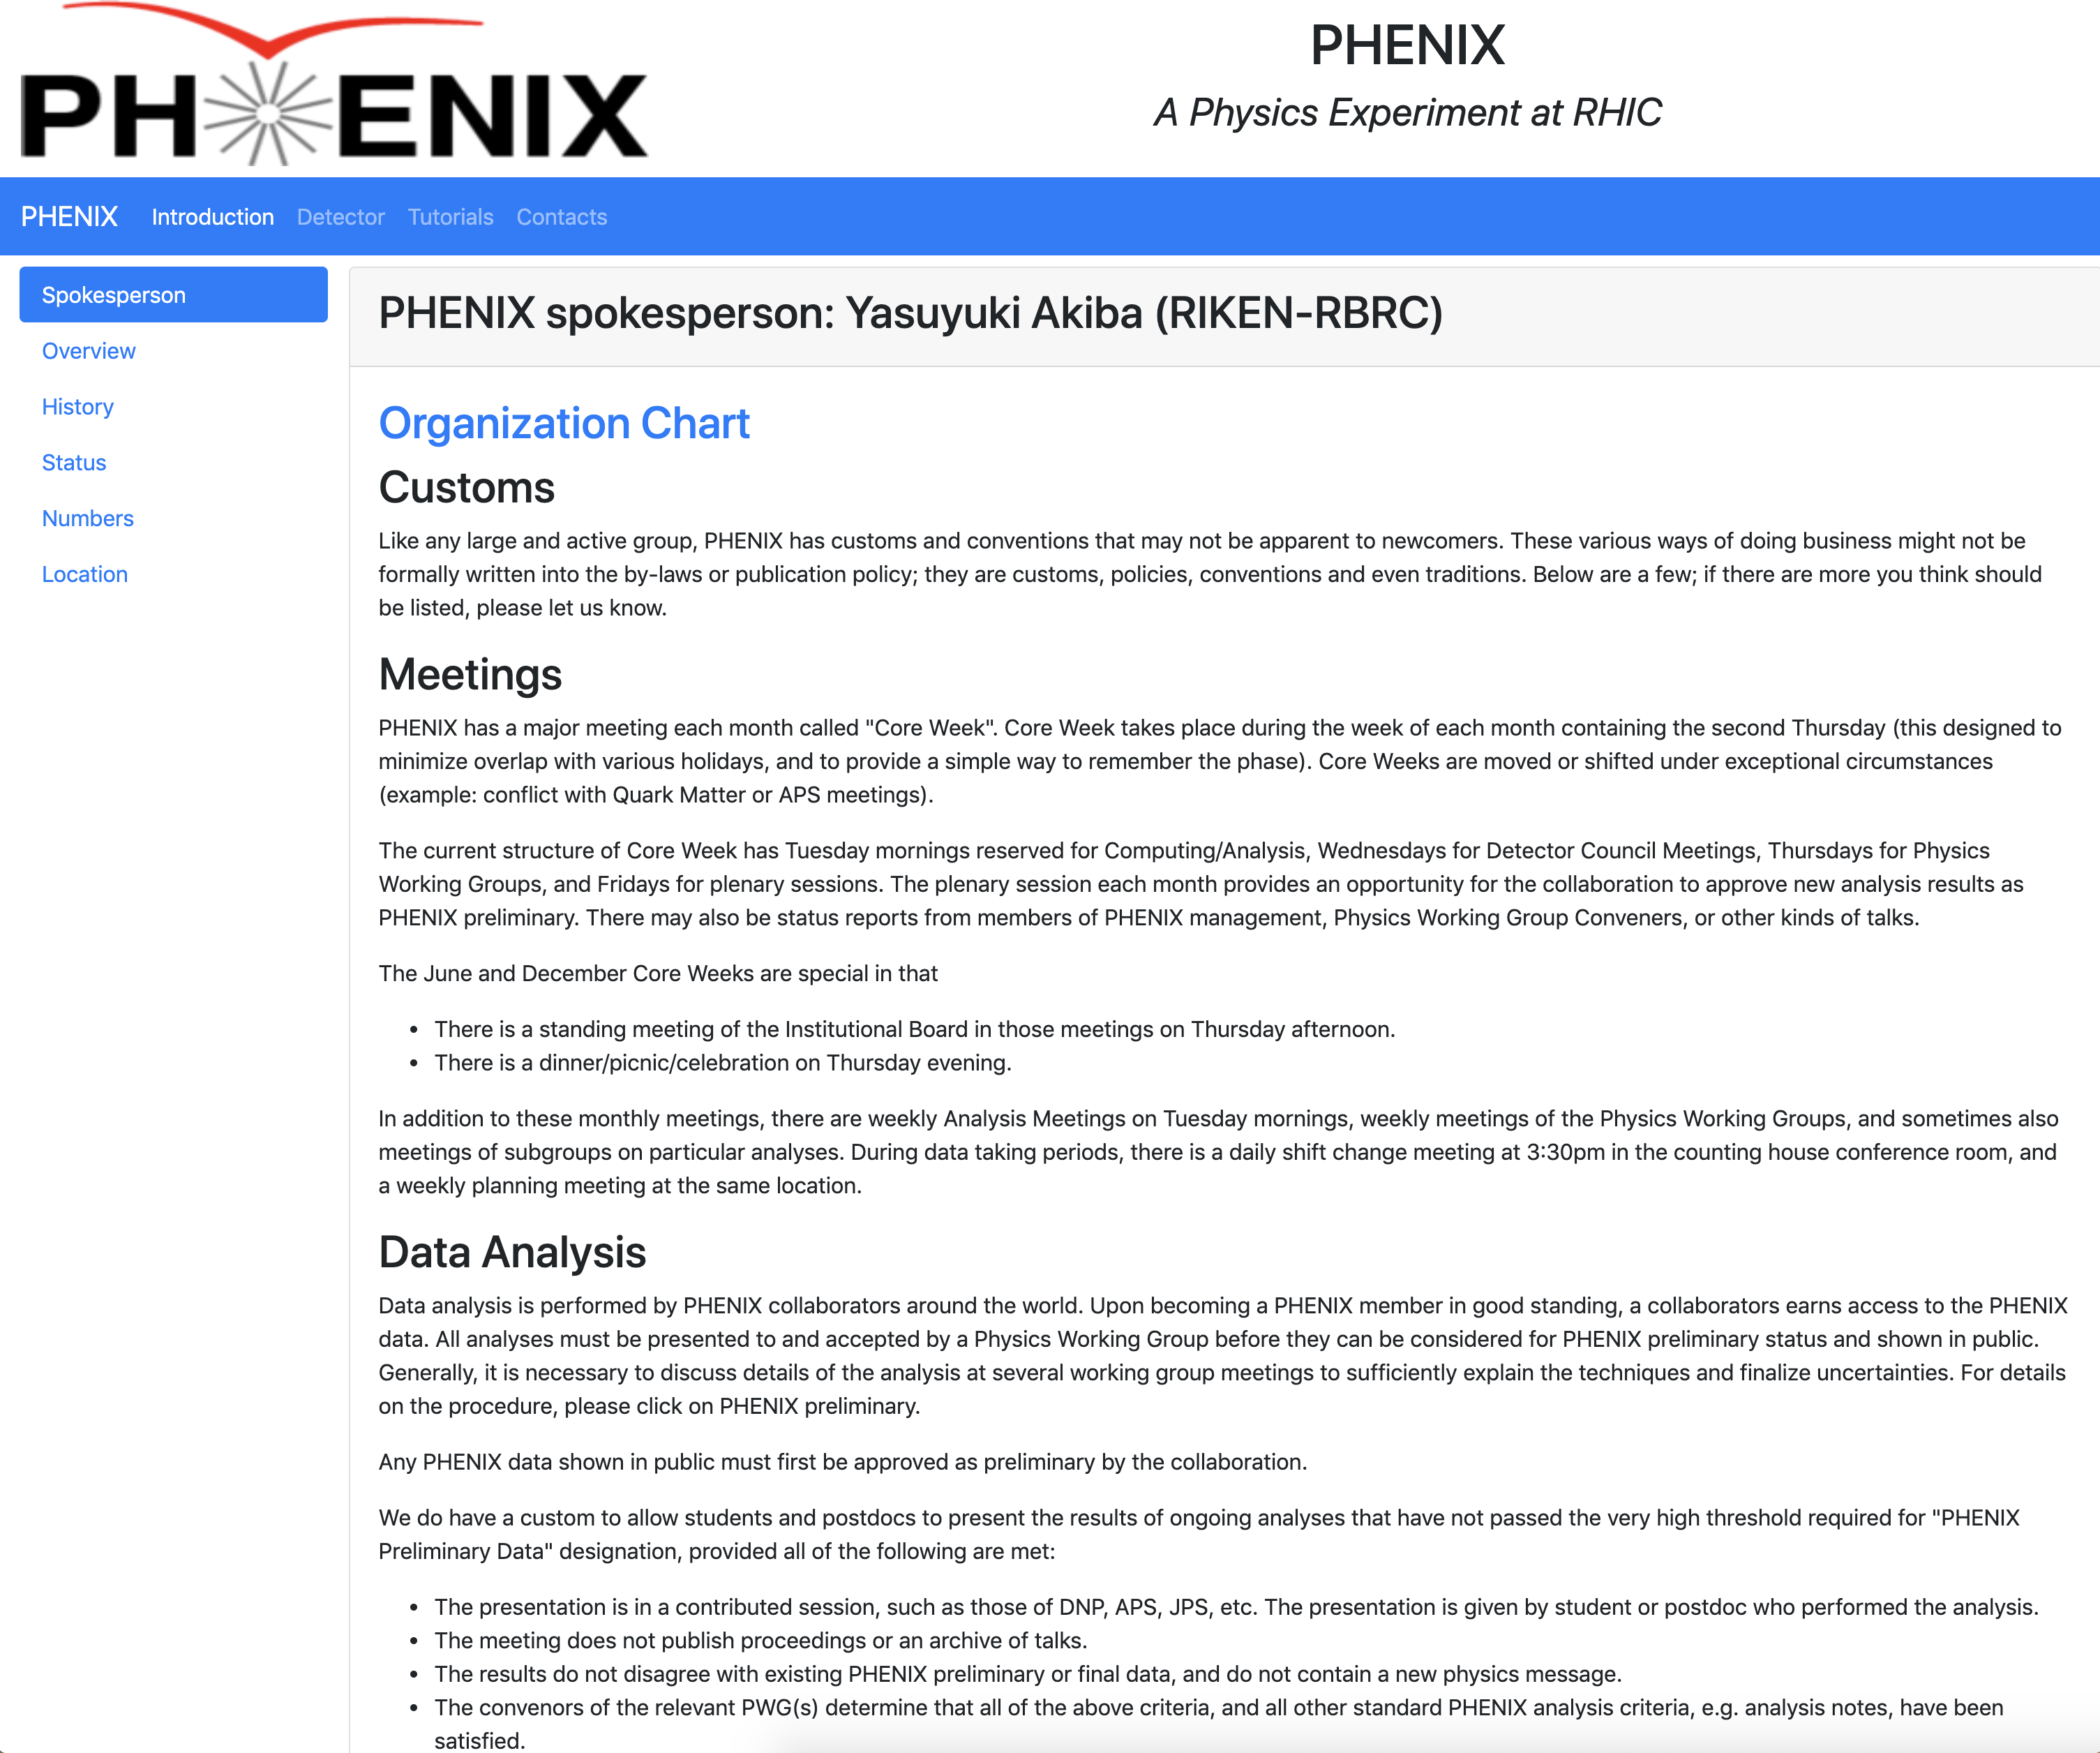 PHENIX
PHENIX
A Physics Experiment at RHIC
PHENIX Introduction Detector Tutorials Contacts
Spokesperson
Overview
History
Status
Numbers
Location
PHENIX spokesperson: Yasuyuki Akiba (RIKEN-RBRC)
Organization Chart
Customs
Like any large and active group, PHENIX has customs and conventions that may not be apparent to newcomers. These various ways of doing business might not be
formally written into the by-laws or publication policy; they are customs, policies, conventions and even traditions. Below are a few; if there are more you think should
be listed, please let us know.
Meetings
PHENIX has a major meeting each month called "Core Week". Core Week takes place during the week of each month containing the second Thursday (this designed to
minimize overlap with various holidays, and to provide a simple way to remember the phase). Core Weeks are moved or shifted under exceptional circumstances
(example: conflict with Quark Matter or APS meetings).
The current structure of Core Week has Tuesday mornings reserved for Computing/Analysis, Wednesdays for Detector Council Meetings, Thursdays for Physics
Working Groups, and Fridays for plenary sessions. The plenary session each month provides an opportunity for the collaboration to approve new analysis results as
PHENIX preliminary. There may also be status reports from members of PHENIX management, Physics Working Group Conveners, or other kinds of talks.
The June and December Core Weeks are special in that
• There is a standing meeting of the Institutional Board in those meetings on Thursday afternoon.
• There is a dinner/picnic/celebration on Thursday evening.
In addition to these monthly meetings, there are weekly Analysis Meetings on Tuesday mornings, weekly meetings of the Physics Working Groups, and sometimes also
meetings of subgroups on particular analyses. During data taking periods, there is a daily shift change meeting at 3:30pm in the counting house conference room, and
a weekly planning meeting at the same location.
Data Analysis
Data analysis is performed by PHENIX collaborators around the world. Upon becoming a PHENIX member in good standing, a collaborators earns access to the PHENIX
data. All analyses must be presented to and accepted by a Physics Working Group before they can be considered for PHENIX preliminary status and shown in public.
Generally, it is necessary to discuss details of the analysis at several working group meetings to sufficiently explain the techniques and finalize uncertainties. For details
on the procedure, please click on PHENIX preliminary.
Any PHENIX data shown in public must first be approved as preliminary by the collaboration.
We do have a custom to allow students and postdocs to present the results of ongoing analyses that have not passed the very high threshold required for "PHENIX
Preliminary Data" designation, provided all of the following are met:
• The presentation is in a contributed session, such as those of DNP, APS, JPS, etc. The presentation is given by student or postdoc who performed the analysis.
• The meeting does not publish proceedings or an archive of talks.
• The results do not disagree with existing PHENIX preliminary or final data, and do not contain a new physics message.
• The convenors of the relevant PWG(s) determine that all of the above criteria, and all other standard PHENIX analysis criteria, e.g. analysis notes, have been
satisfied.